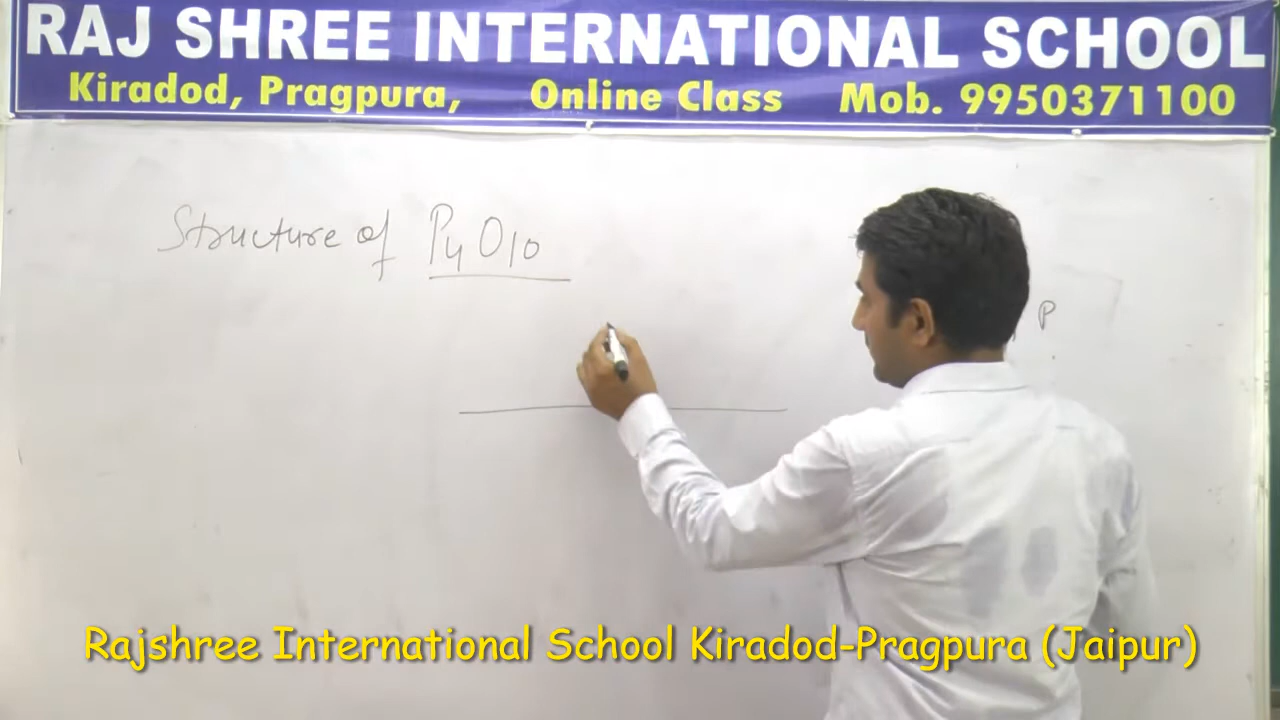 RAJ SHREE INTERNATIONAL SCHOOL
Kiradod, Pragpura, Online Class Mob. 9950371100
Structure of P4O10
P
Rajshree International School Kiradod-Pragpura (Jaipur)